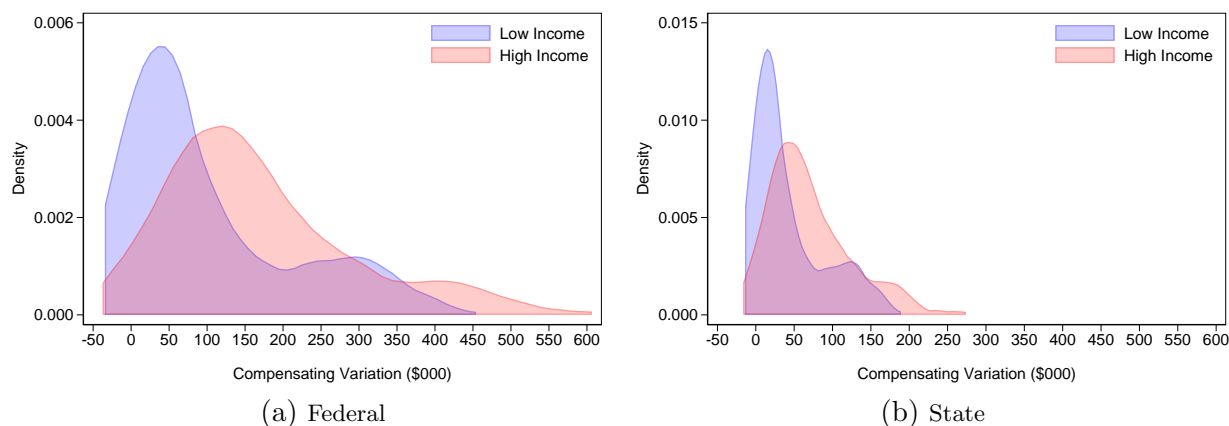 0.006
0.004
0.002
0.000
Density
Low Income
High Income
-50 0 50 100 150 200 250 300 350 400 450 500 550 600
Compensating Variation ($000)
(a) Federal
0.015
0.010
0.005
0.000
Density
Low Income
High Income
-50 0 50 100 150 200 250 300 350 400 450 500 550 600
Compensating Variation ($000)
(b) State